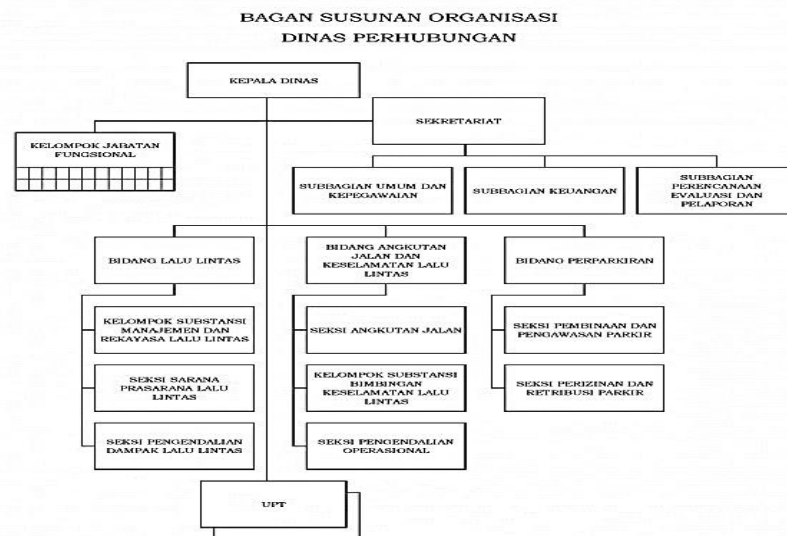 BAGAN SUSUNAN ORGANISASI
DINAS PERHUBUNGAN
KEPALA DINAS
SEKRETARIAT
KELOMPOK JABATAN
FUNGSIONAL
SUBBAGIAN UMUM DAN
KEPEGAWAIAN
SUBBAGIAN KEUANGAN
SUBBAGIAN
PERENCANAAN
EVALUASI DAN
PELAPORAN
BIDANG LALU LINTAS
BIDANG ANGKUTAN
JALAN DAN
KESELAMATAN LALU
LINTAS
BIDANG PERPARKIRAN
KELOMPOK SUBSTANSI
MANAJEMEN DAN
REKAYASA LALU LINTAS
SEKSI ANGKUTAN JALAN
SEKSI PEMBINAAN DAN
PENGAWASAN PARKIR
SEKSI SARANA
PRASARANA LALU
LINTAS
KELOMPOK SUBSTANSI
BIMBINGAN
KESELAMATAN LALU
LINTAS
SEKSI PERIZINAN DAN
RETRIBUSI PARKIR
SEKSI PENGENDALIAN
DAMPAK LALU LINTAS
SEKSI PENGENDALIAN
OPERASIONAL
UPT